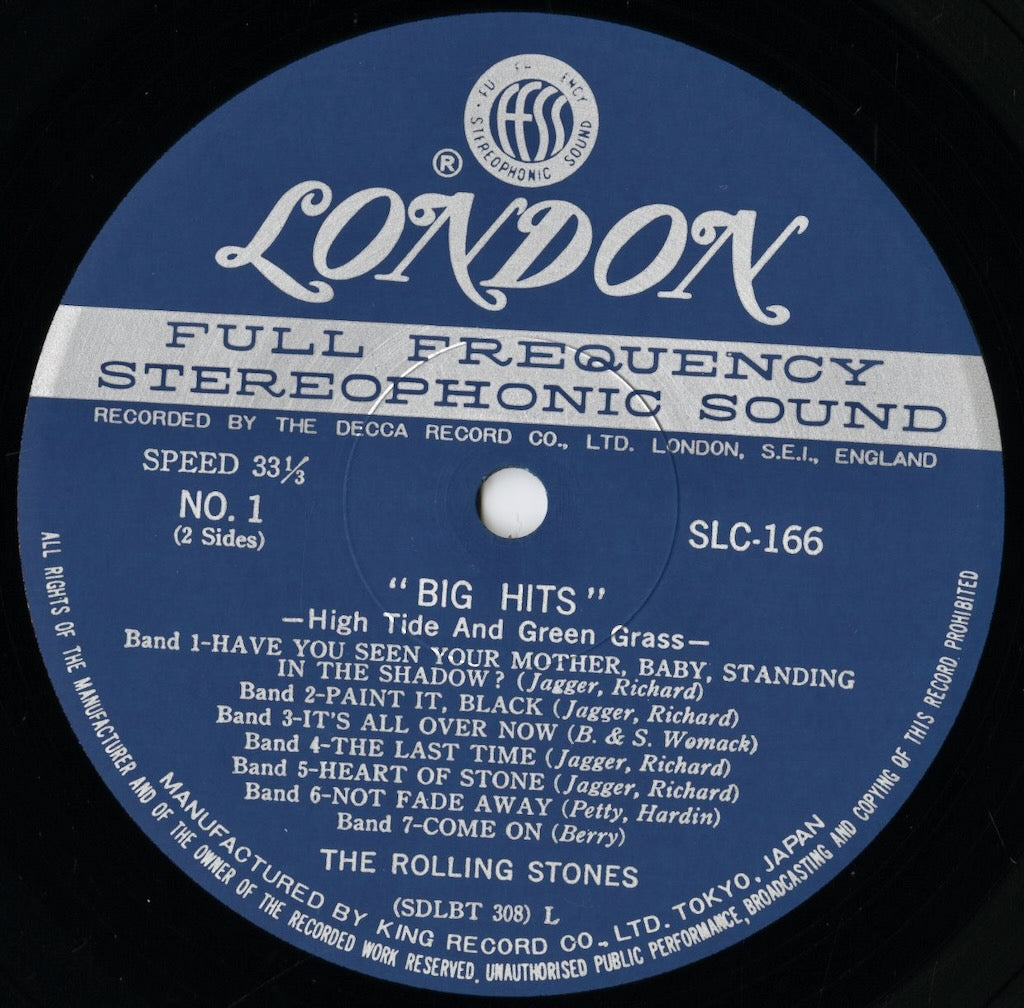 FU FR ENCY
STEREOPHONIC SOUND
ffSS
®
LONDON
FULL FREQUENCY
STEREOPHONIC SOUND
RECORDED BY THE DECCA RECORD CO., LTD. LONDON, S.E.I., ENGLAND
SPEED 33⅓
NO. 1
(2 Sides)
SLC-166
"BIG HITS"
—High Tide And Green Grass—
Band 1-HAVE YOU SEEN YOUR MOTHER, BABY, STANDING
IN THE SHADOW? (Jagger, Richard)
Band 2-PAINT IT, BLACK (Jagger, Richard)
Band 3-IT'S ALL OVER NOW (B. & S. Womack)
Band 4-THE LAST TIME (Jagger, Richard)
Band 5-HEART OF STONE (Jagger, Richard)
Band 6-NOT FADE AWAY (Petty, Hardin)
Band 7-COME ON (Berry)
THE ROLLING STONES
(SDLBT 308) L
MANUFACTURED BY KING RECORD CO., LTD. TOKYO. JAPAN
ALL RIGHTS OF THE MANUFACTURER AND OF THE OWNER OF THE RECORDED WORK RESERVED. UNAUTHORISED PUBLIC PERFORMANCE, BROADCASTING AND COPYING OF THIS RECORD PROHIBITED